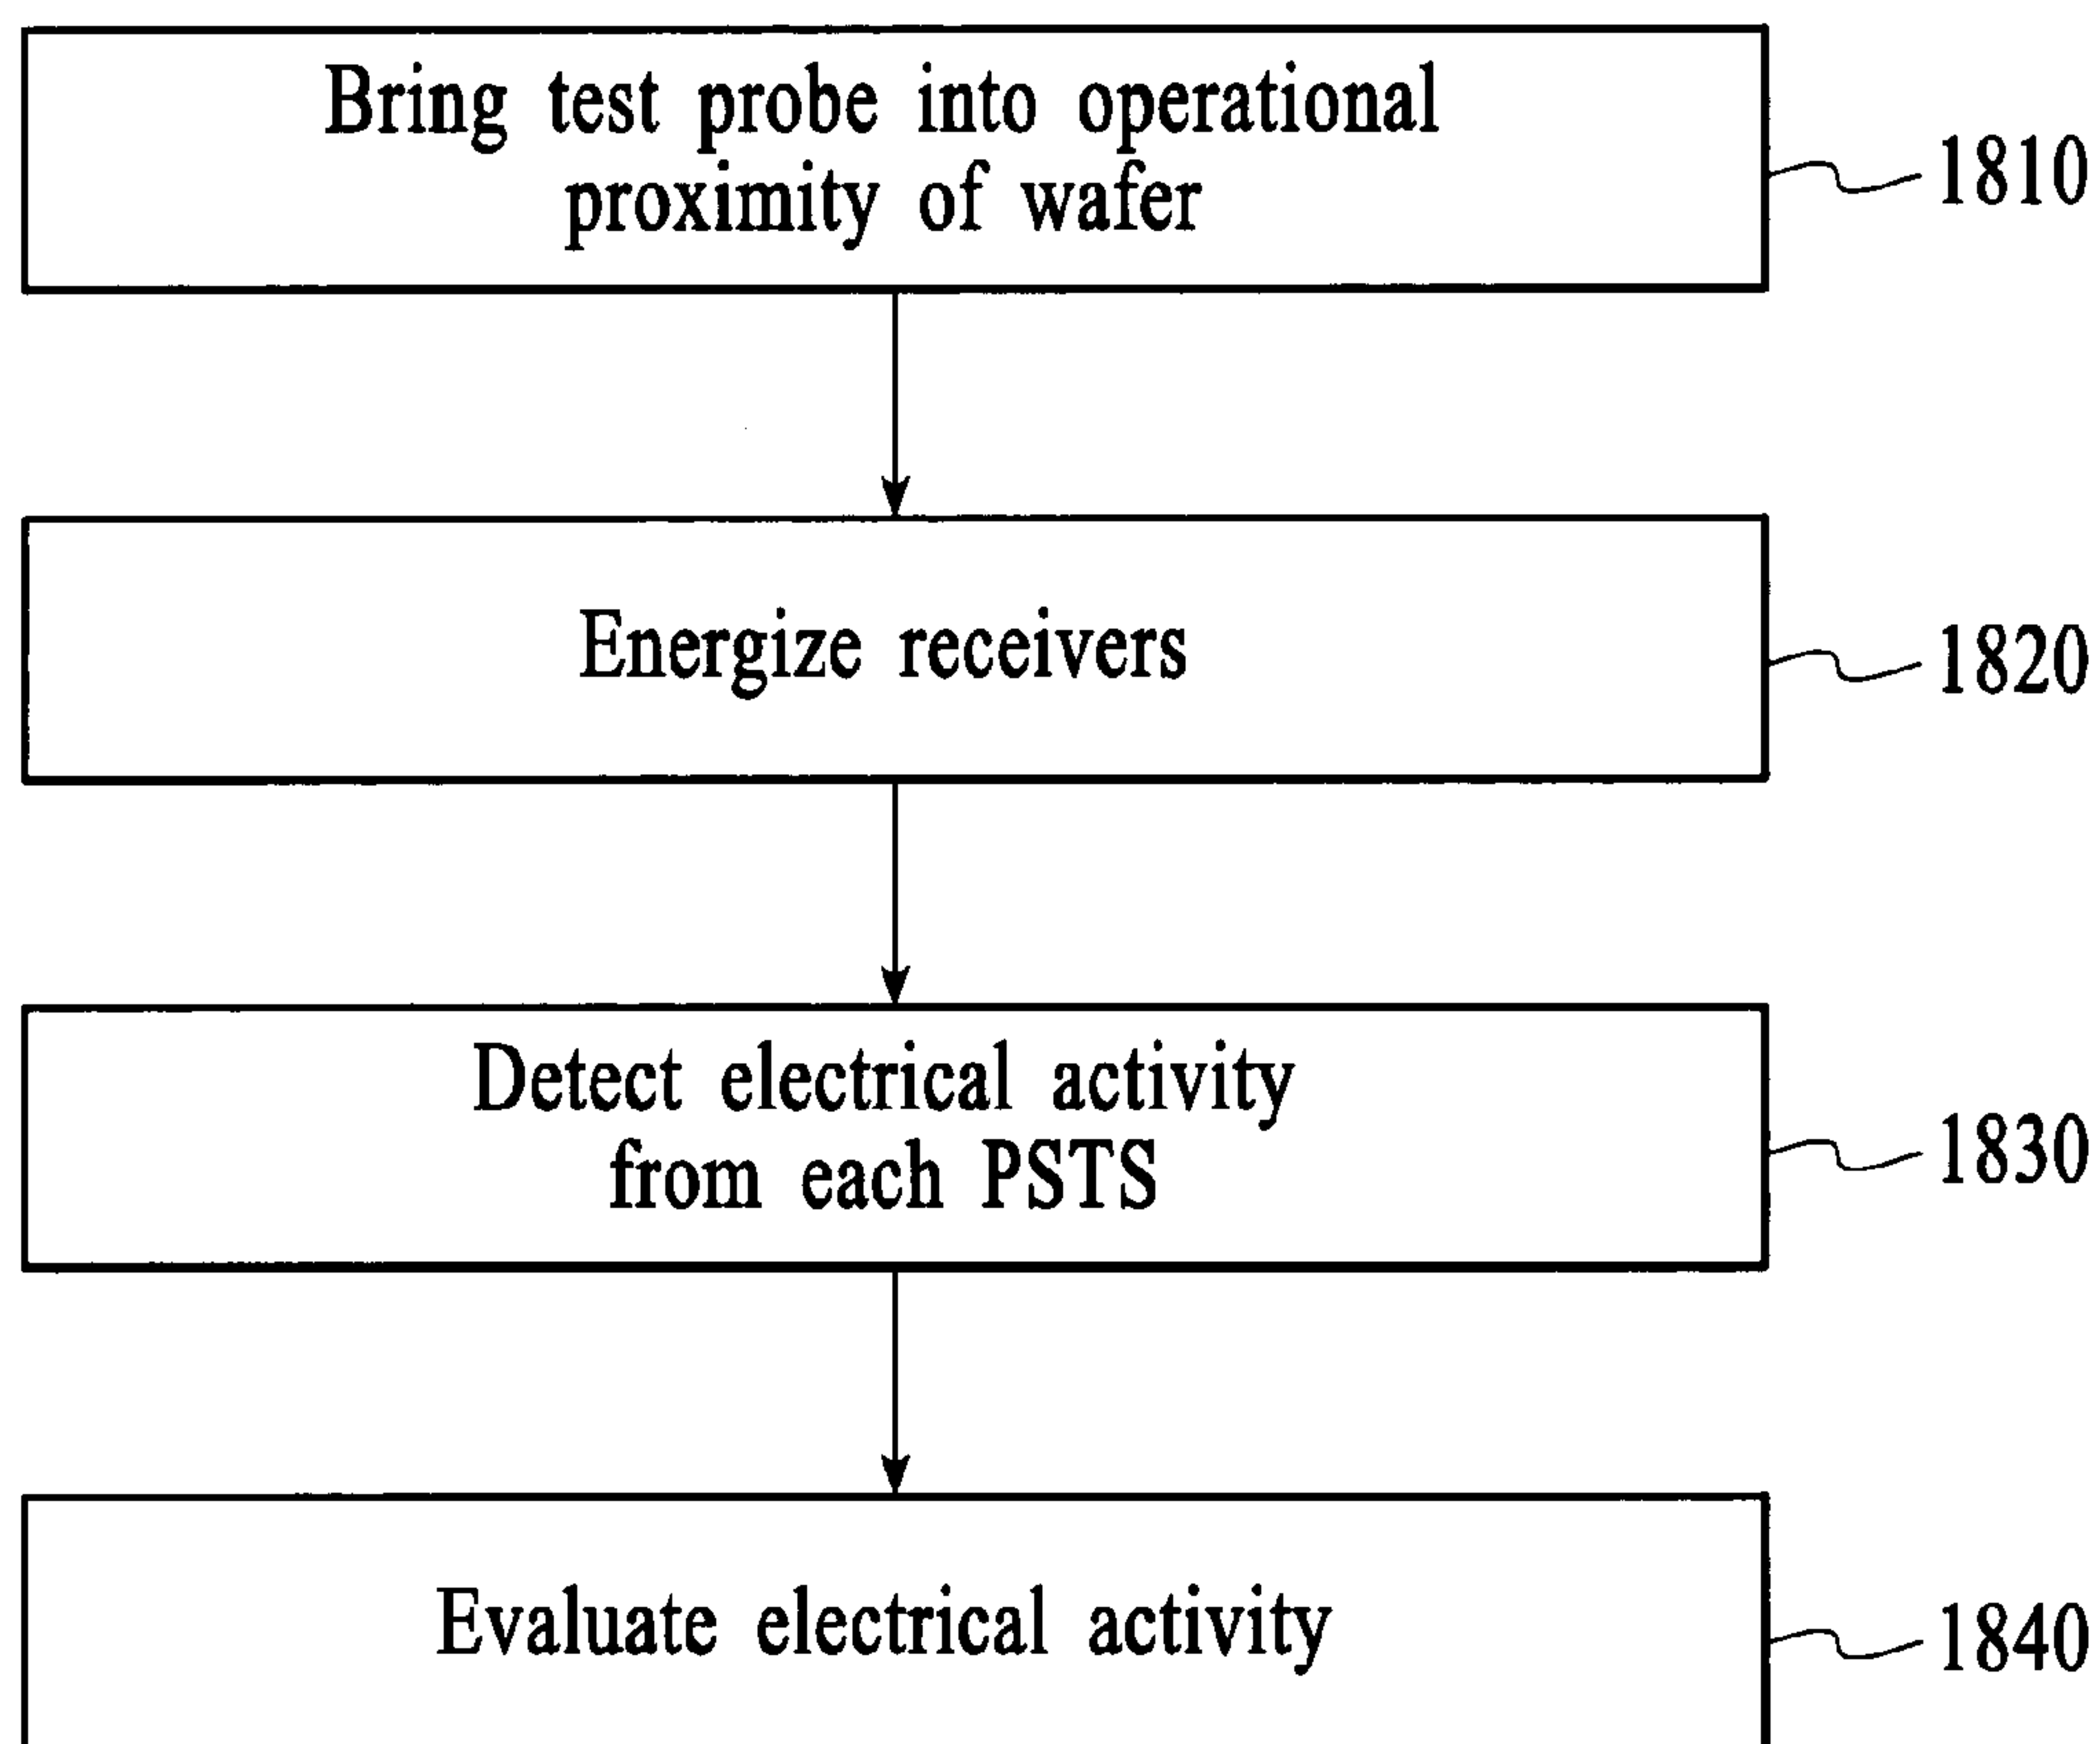 Bring test probe into operational
proximity of wafer
1810
Energize receivers
1820
Detect electrical activity
from each PSTS
1830
Evaluate electrical activity
1840